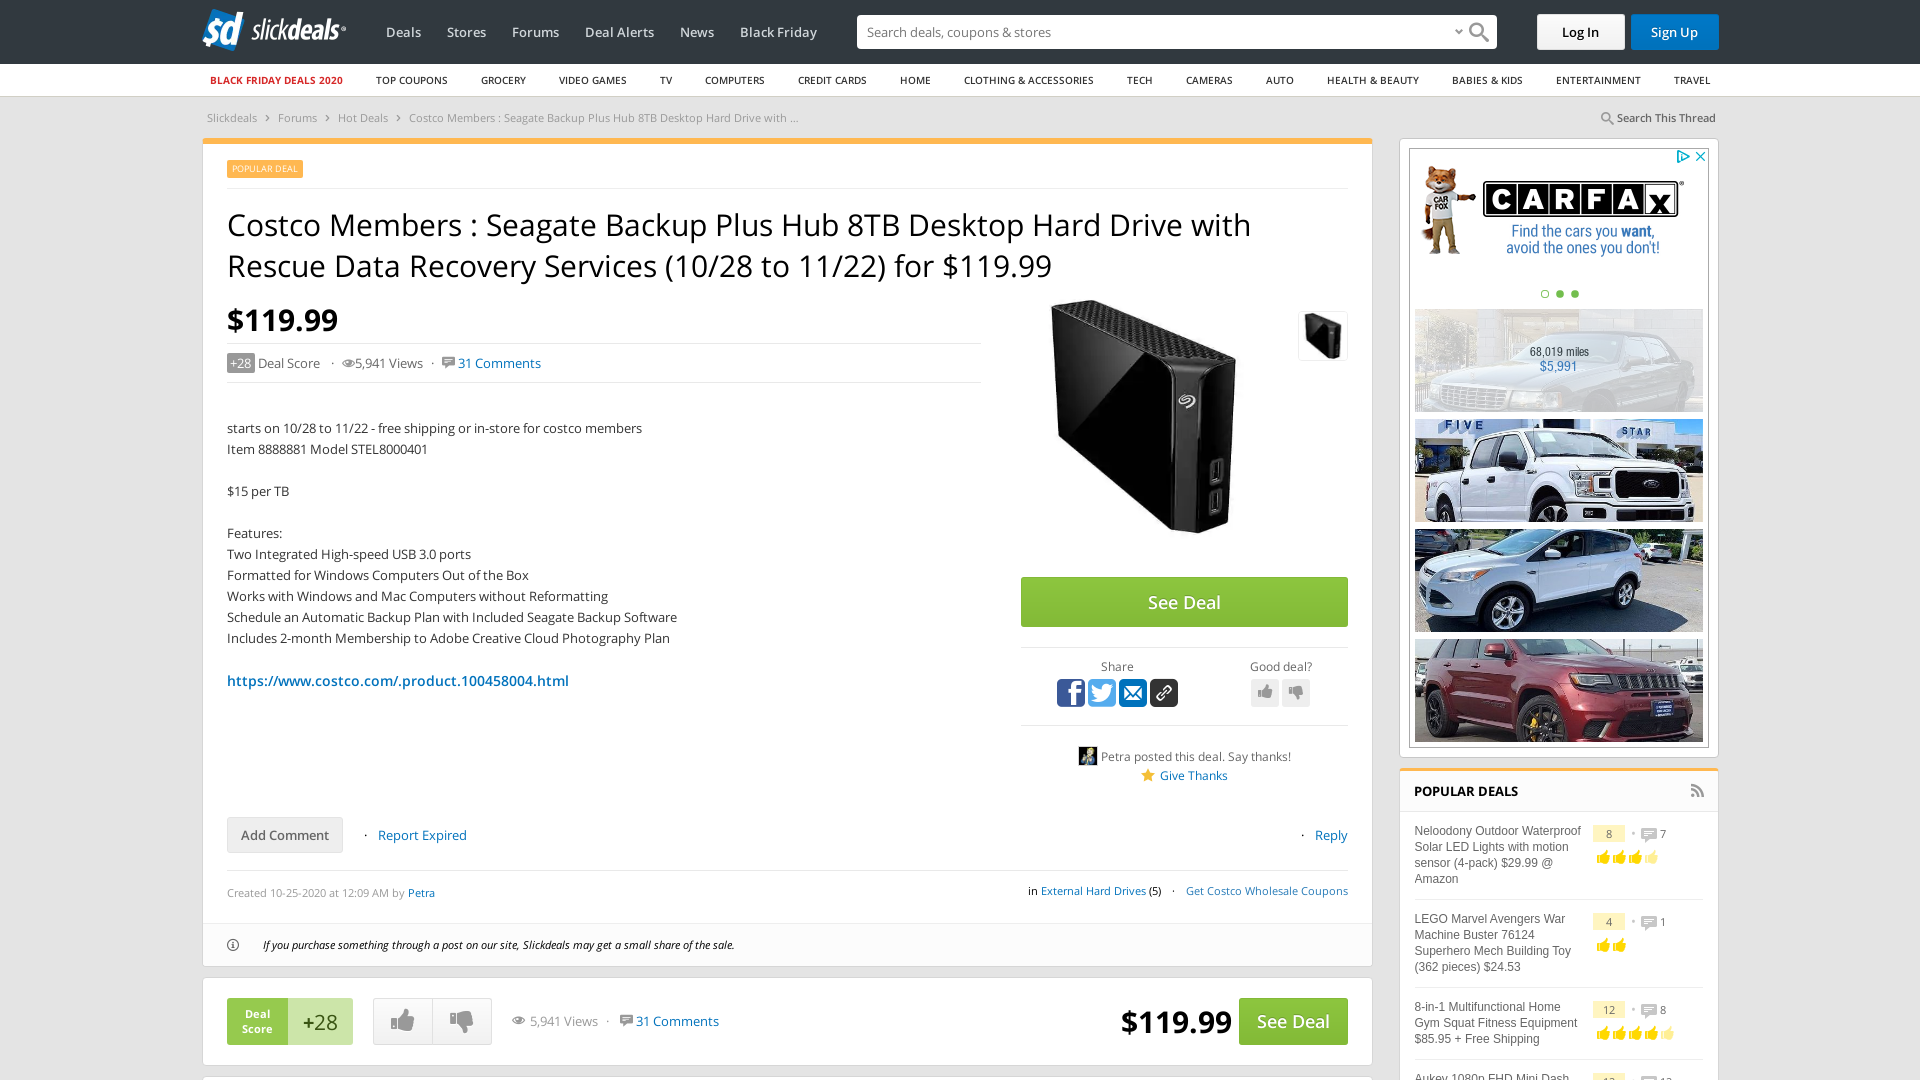 sd slickdeals
Deals Stores Forums Deal Alerts News Black Friday Search deals, coupons & stores Log In Sign Up
BLACK FRIDAY DEALS 2020 TOP COUPONS GROCERY VIDEO GAMES TV COMPUTERS CREDIT CARDS HOME CLOTHING & ACCESSORIES TECH CAMERAS AUTO HEALTH & BEAUTY BABIES & KIDS ENTERTAINMENT TRAVEL
Slickdeals › Forums › Hot Deals › Costco Members : Seagate Backup Plus Hub 8TB Desktop Hard Drive with ...
Search This Thread
POPULAR DEAL
Costco Members : Seagate Backup Plus Hub 8TB Desktop Hard Drive with
Rescue Data Recovery Services (10/28 to 11/22) for $119.99
$119.99
+28 Deal Score · 5,941 Views · 31 Comments
starts on 10/28 to 11/22 - free shipping or in-store for costco members
Item 8888881 Model STEL8000401
$15 per TB
Features:
Two Integrated High-speed USB 3.0 ports
Formatted for Windows Computers Out of the Box
Works with Windows and Mac Computers without Reformatting
Schedule an Automatic Backup Plan with Included Seagate Backup Software
Includes 2-month Membership to Adobe Creative Cloud Photography Plan
https://www.costco.com/.product.100458004.html
See Deal
Share
Good deal?
Petra posted this deal. Say thanks!
Give Thanks
Add Comment · Report Expired · Reply
Created 10-25-2020 at 12:09 AM by Petra
in External Hard Drives (5) · Get Costco Wholesale Coupons
If you purchase something through a post on our site, Slickdeals may get a small share of the sale.
Deal
Score
+28
5,941 Views · 31 Comments
$119.99 See Deal
CAR
FOX
CARFAX
Find the cars you want,
avoid the ones you don't!
68,019 miles
$5,991
FIVE STAR
POPULAR DEALS
Neloodony Outdoor Waterproof
Solar LED Lights with motion
sensor (4-pack) $29.99 @
Amazon
8 · 7
LEGO Marvel Avengers War
Machine Buster 76124
Superhero Mech Building Toy
(362 pieces) $24.53
4 · 1
8-in-1 Multifunctional Home
Gym Squat Fitness Equipment
$85.95 + Free Shipping
12 · 8
Aukey 1080p FHD Mini Dash